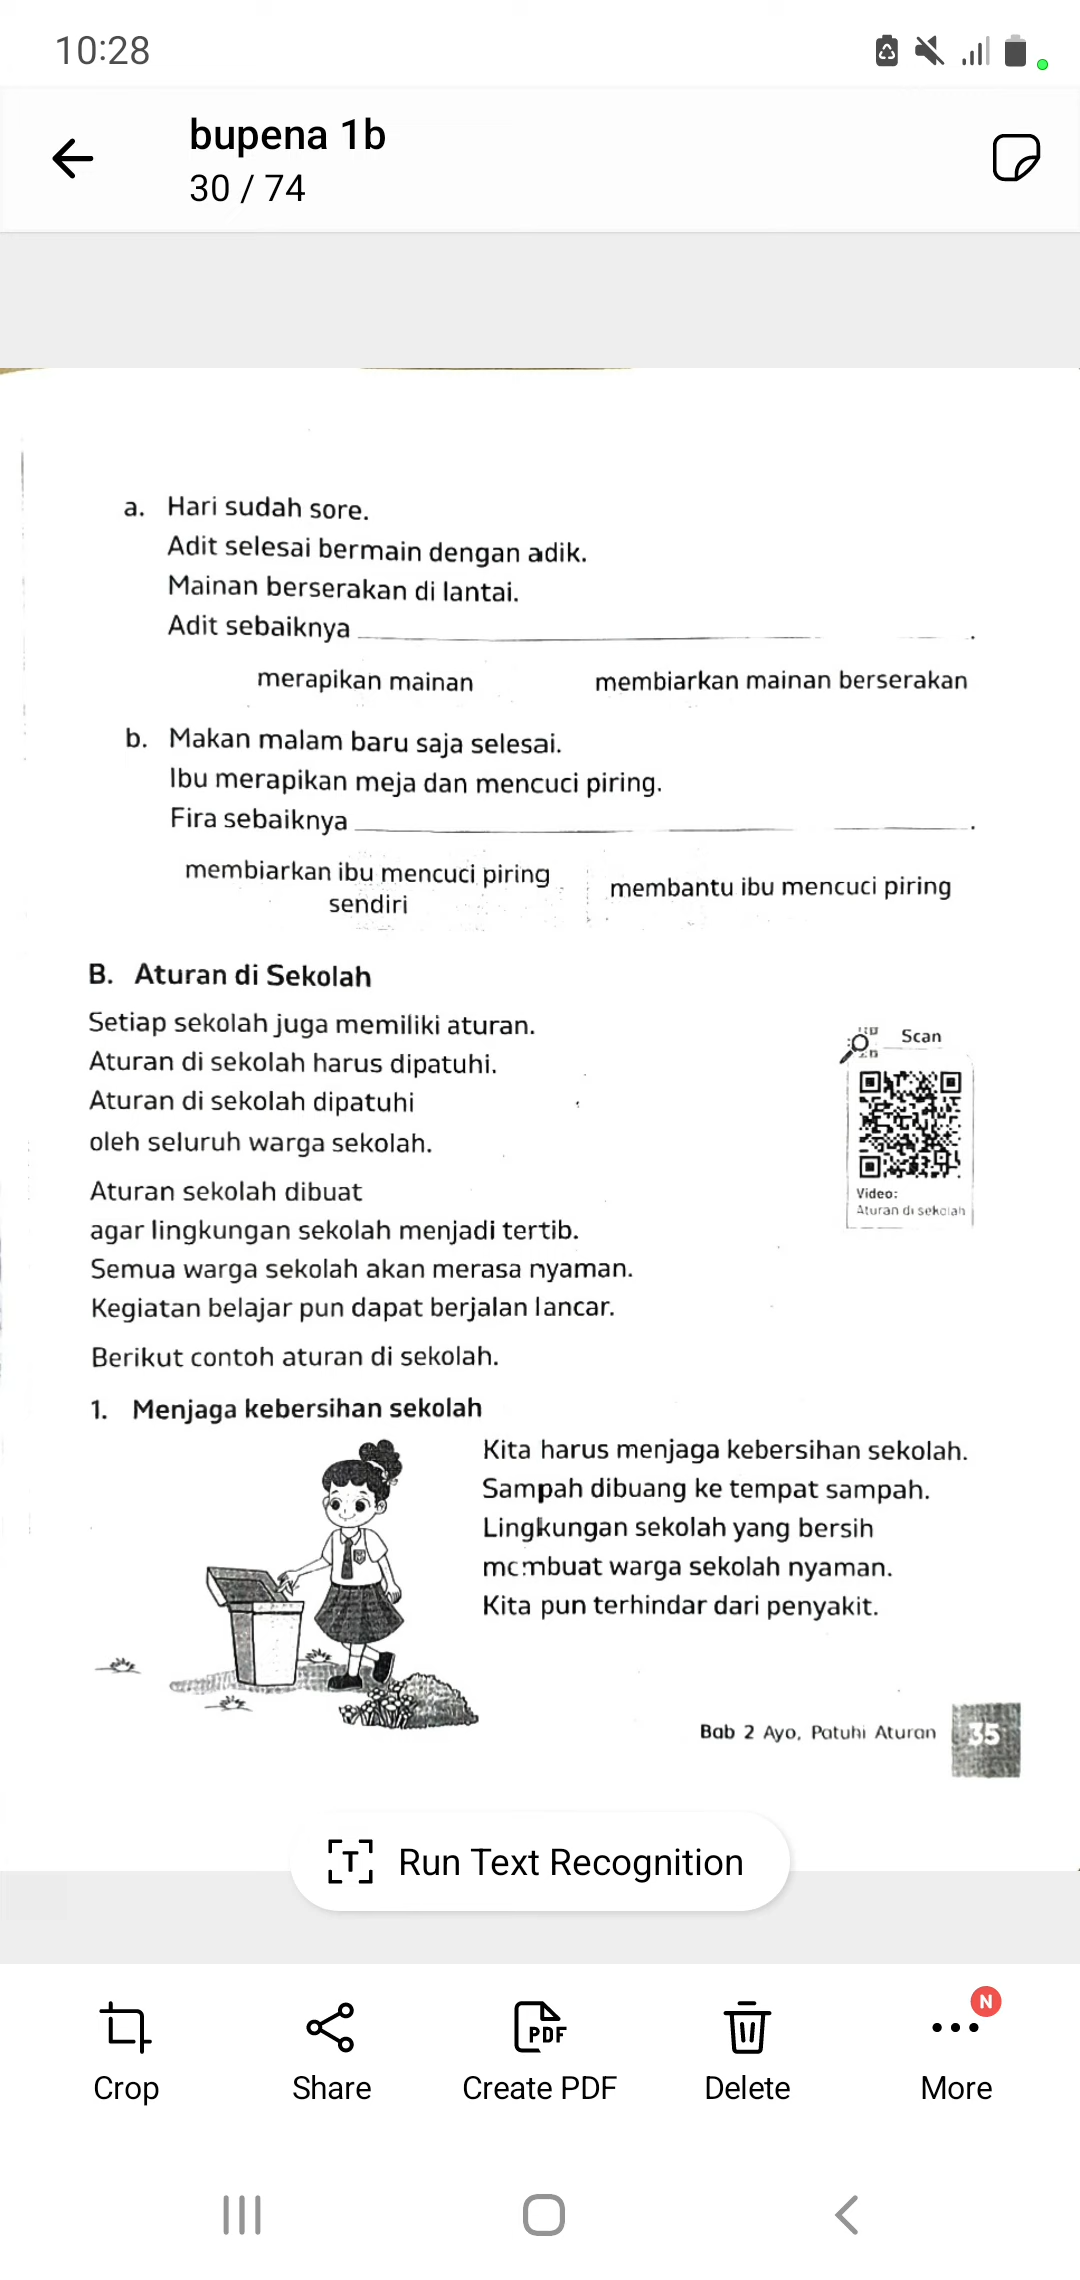 10:28
bupena 1b
30 / 74
a. Hari sudah sore.
Adit selesai bermain dengan adik.
Mainan berserakan di lantai.
Adit sebaiknya ____________________.
merapikan mainan membiarkan mainan berserakan
b. Makan malam baru saja selesai.
Ibu merapikan meja dan mencuci piring.
Fira sebaiknya ____________________.
membiarkan ibu mencuci piring
sendiri
membantu ibu mencuci piring
B. Aturan di Sekolah
Setiap sekolah juga memiliki aturan.
Aturan di sekolah harus dipatuhi.
Aturan di sekolah dipatuhi
oleh seluruh warga sekolah.
Scan
Video:
Aturan di sekolah
Aturan sekolah dibuat
agar lingkungan sekolah menjadi tertib.
Semua warga sekolah akan merasa nyaman.
Kegiatan belajar pun dapat berjalan lancar.
Berikut contoh aturan di sekolah.
1. Menjaga kebersihan sekolah
Kita harus menjaga kebersihan sekolah.
Sampah dibuang ke tempat sampah.
Lingkungan sekolah yang bersih
membuat warga sekolah nyaman.
Kita pun terhindar dari penyakit.
Bab 2 Ayo, Patuhi Aturan 35
Run Text Recognition
Crop
Share
PDF
Create PDF
Delete
N
More